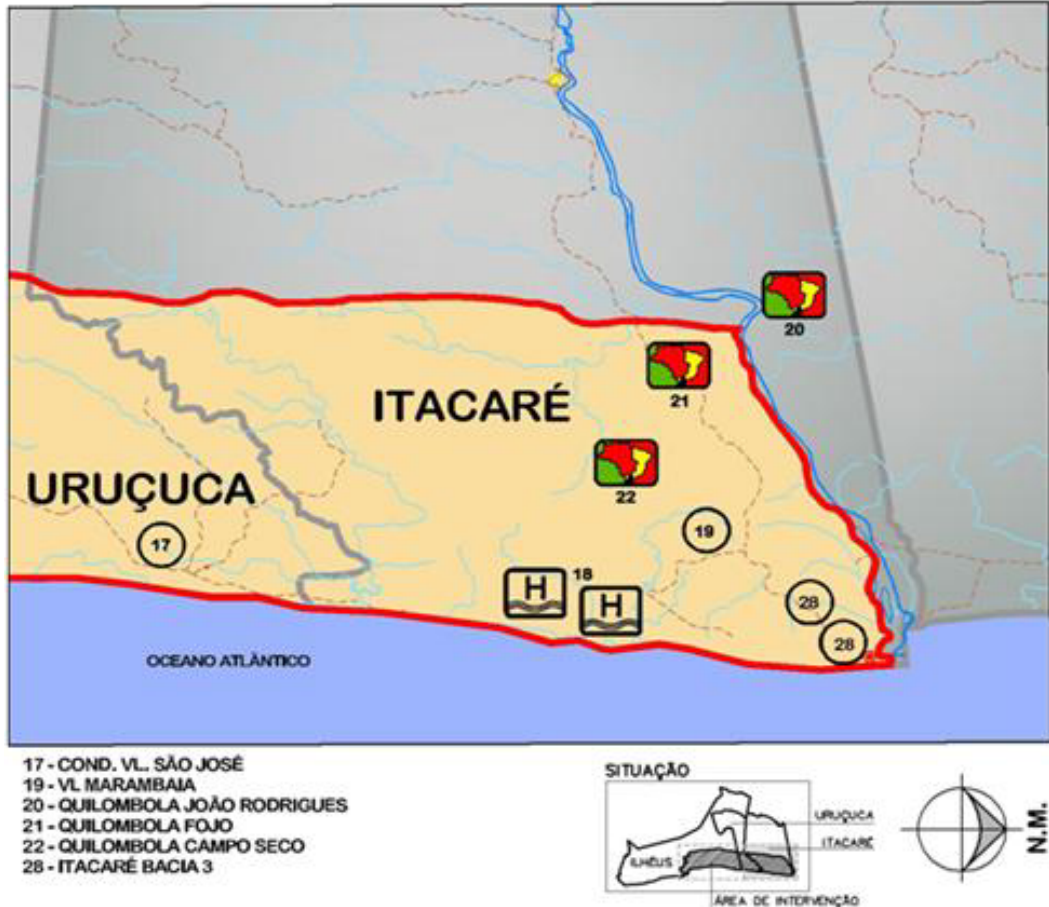 20
21
ITACARÉ
22
URUÇUCA
17
19
H
18
H
28
28
OCEANO ATLÂNTICO
17 - COND. VL. SÃO JOSÉ
19 - VL MARAMBAIA
20 - QUILOMBOLA JOÃO RODRIGUES
21 - QUILOMBOLA FOJO
22 - QUILOMBOLA CAMPO SECO
28 - ITACARÉ BACIA 3
SITUAÇÃO
URUÇUCA
ITACARÉ
ILHÉUS
ÁREA DE INTERVENÇÃO
N.M.